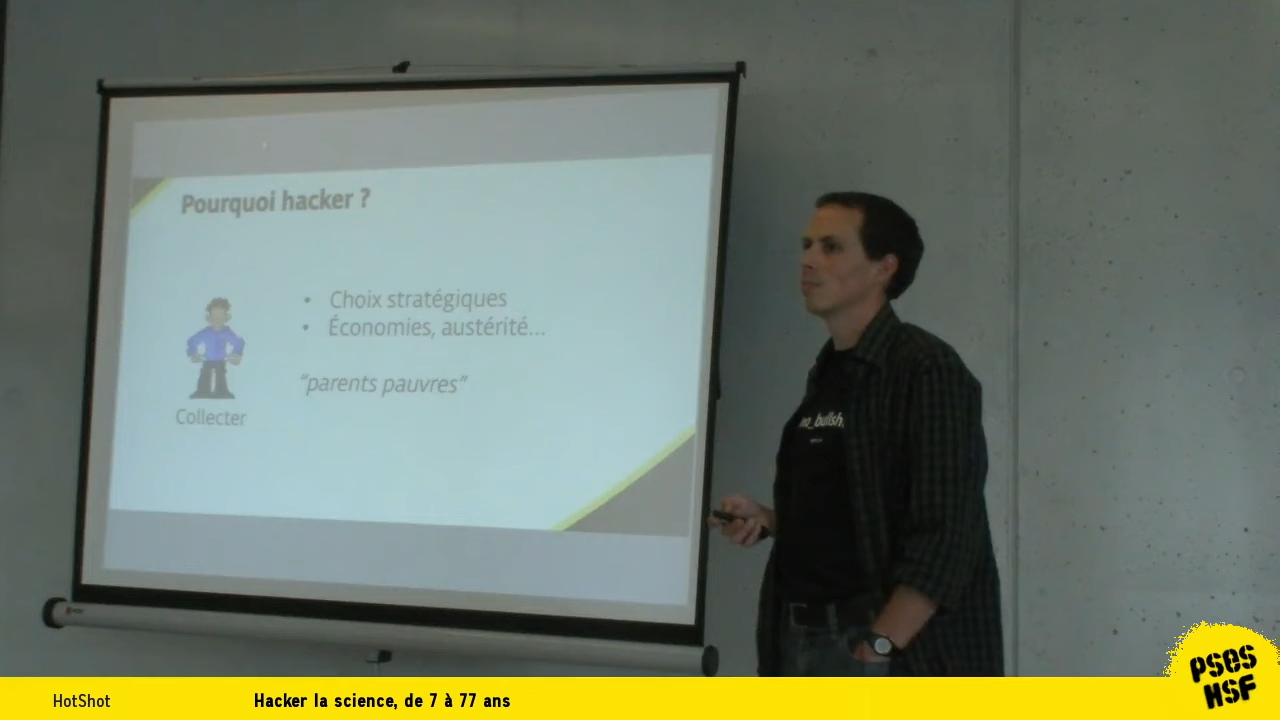 Pourquoi hacker ?
• Choix stratégiques
• Économies, austérité...
“parents pauvres”
Collecter
no_bullsh
HotShot
Hacker la science, de 7 à 77 ans
PSES
HSF